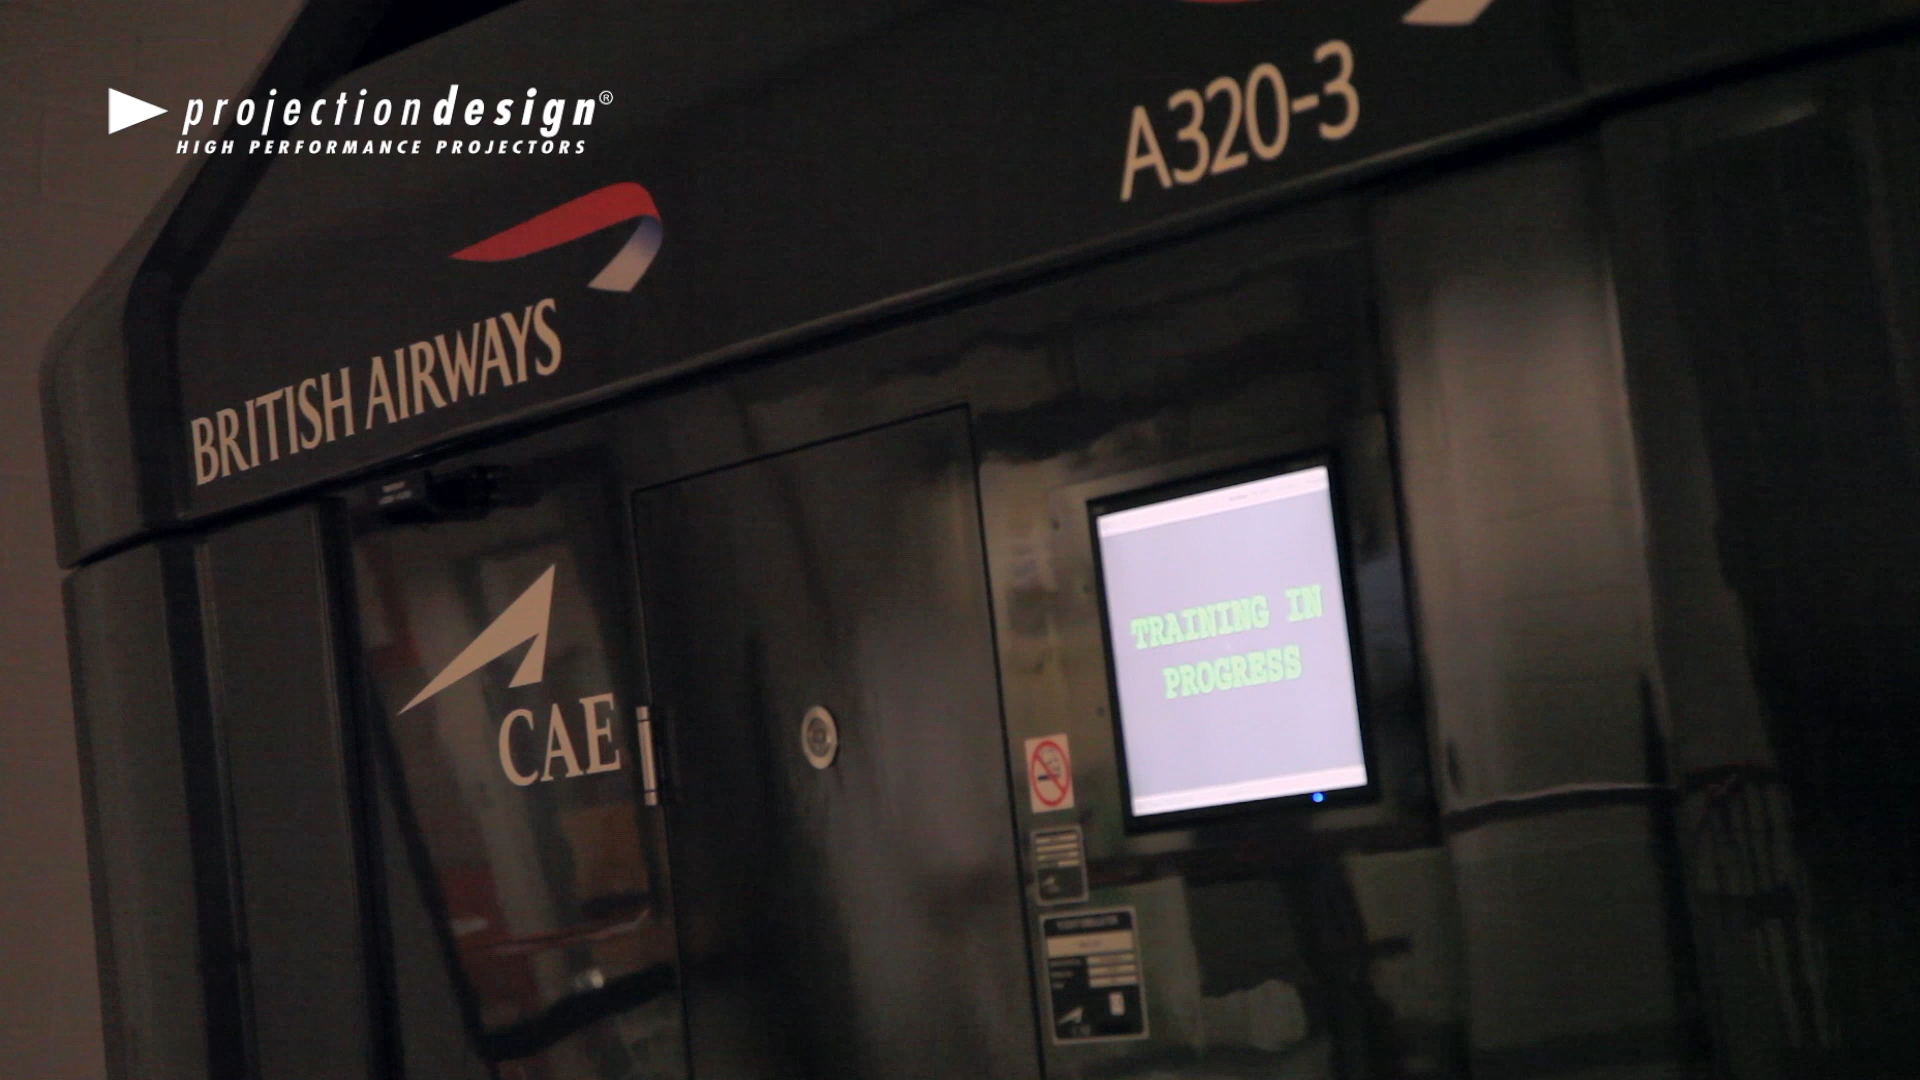 projectiondesign®
HIGH PERFORMANCE PROJECTORS
A320-3
BRITISH AIRWAYS
CAE
TRAINING IN
PROGRESS